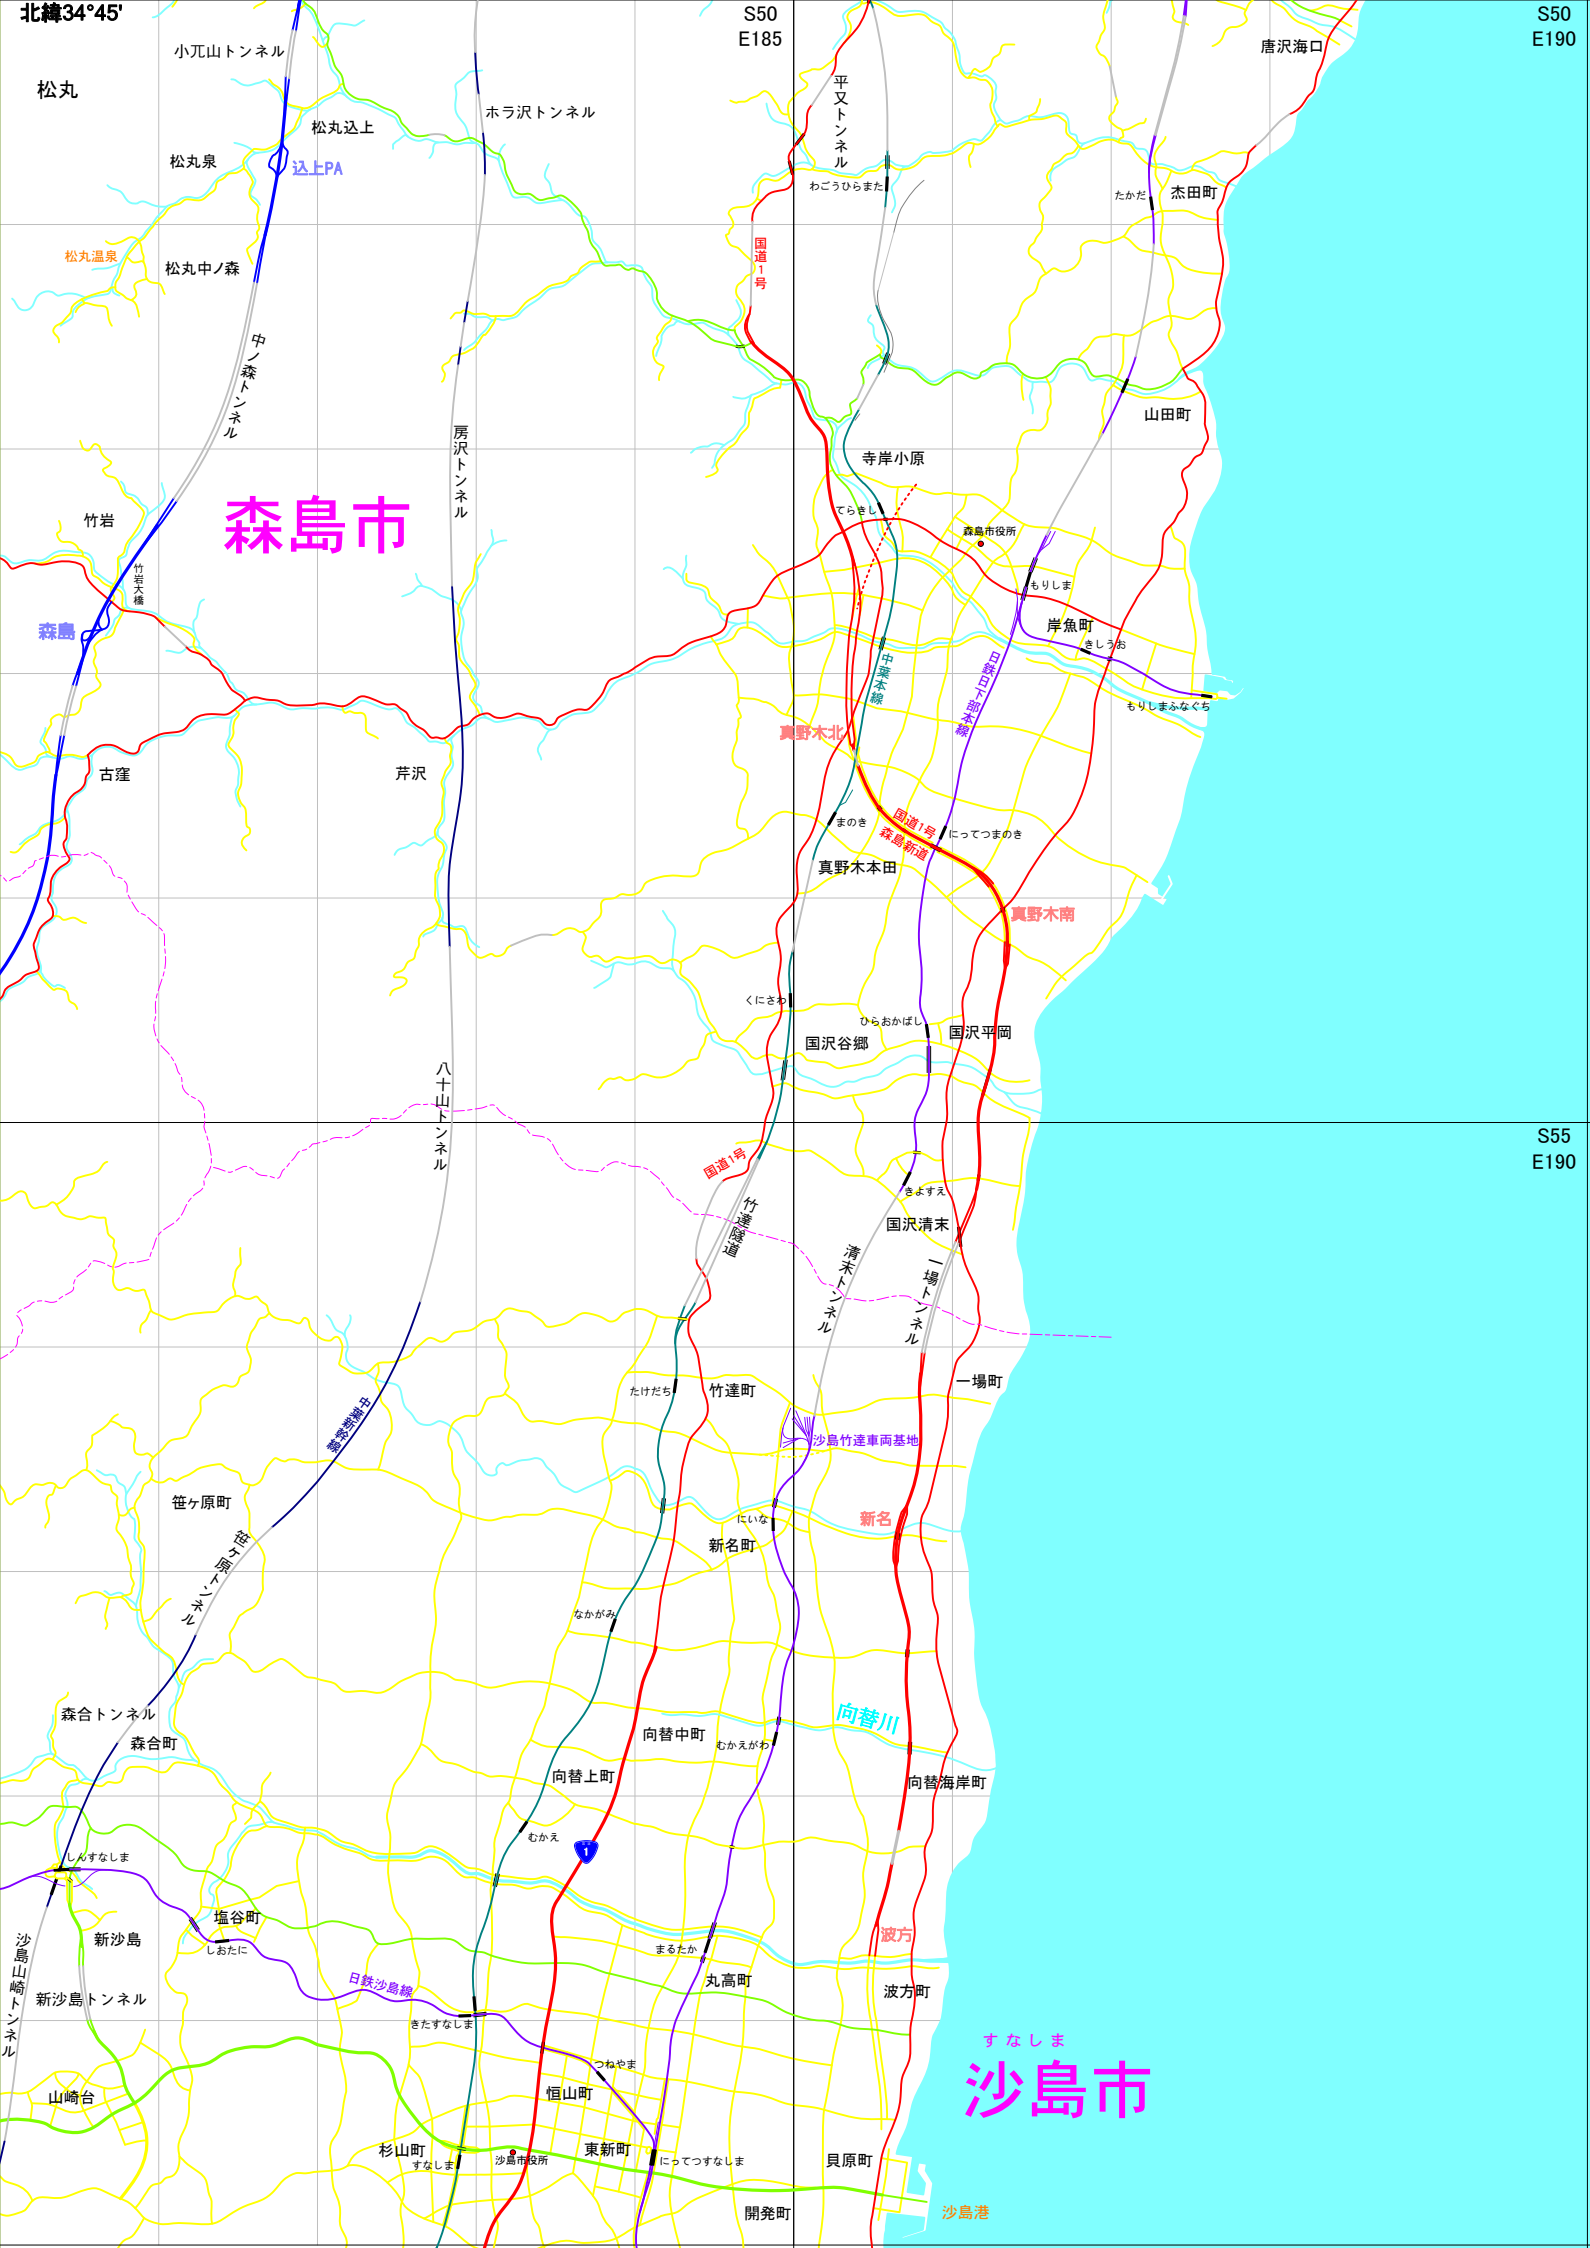 北緯34°45'
S50
E185
S50
E190
唐沢海口
小兀山トンネル
松丸
ホラ沢トンネル
平又トンネル
松丸込上
松丸泉
込上PA
わごうひらまた
たかだ
杰田町
国道1号
松丸温泉
松丸中ノ森
中ノ森トンネル
山田町
房沢トンネル
寺岸小原
森島市
竹岩
てらきし
森島市役所
竹岩大橋
もりしま
森島
岸魚町
きしうお
中葉本線
日鉄日下部本線
もりしまふなぐち
真野木北
古窪
芹沢
まのき
国道1号
森島新道
にってつまのき
真野木本田
真野木南
くにさわ
ひらおかばし
国沢平岡
国沢谷郷
八十山トンネル
S55
E190
国道1号
きよすえ
竹達隧道
国沢清末
清末トンネル
一場トンネル
たけだち
竹達町
一場町
中葉新幹線
沙島竹達車両基地
笹ヶ原町
にいな
新名
新名町
笹ヶ原トンネル
なかがみ
森合トンネル
森合町
向替川
向替中町
むかえがわ
向替上町
向替海岸町
むかえ
1
しんすなしま
塩谷町
しおたに
新沙島
波方
まるたか
沙島山崎トンネル
丸高町
日鉄沙島線
新沙島トンネル
波方町
きたすなしま
すなしま
沙島市
つねやま
恒山町
山崎台
杉山町
すなしま
沙島市役所
東新町
にってつすなしま
貝原町
開発町
沙島港